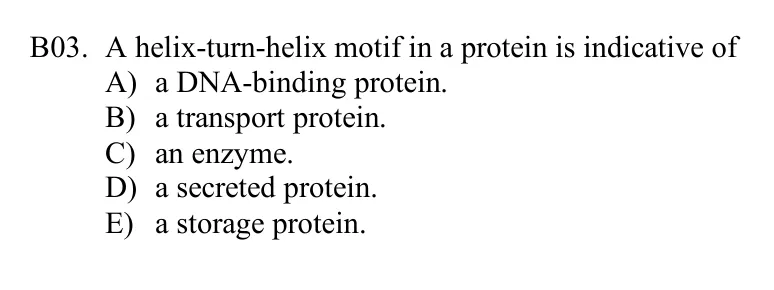 B03. A helix-turn-helix motif in a protein is indicative of
A) a DNA-binding protein.
B) a transport protein.
C) an enzyme.
D) a secreted protein.
E) a storage protein.